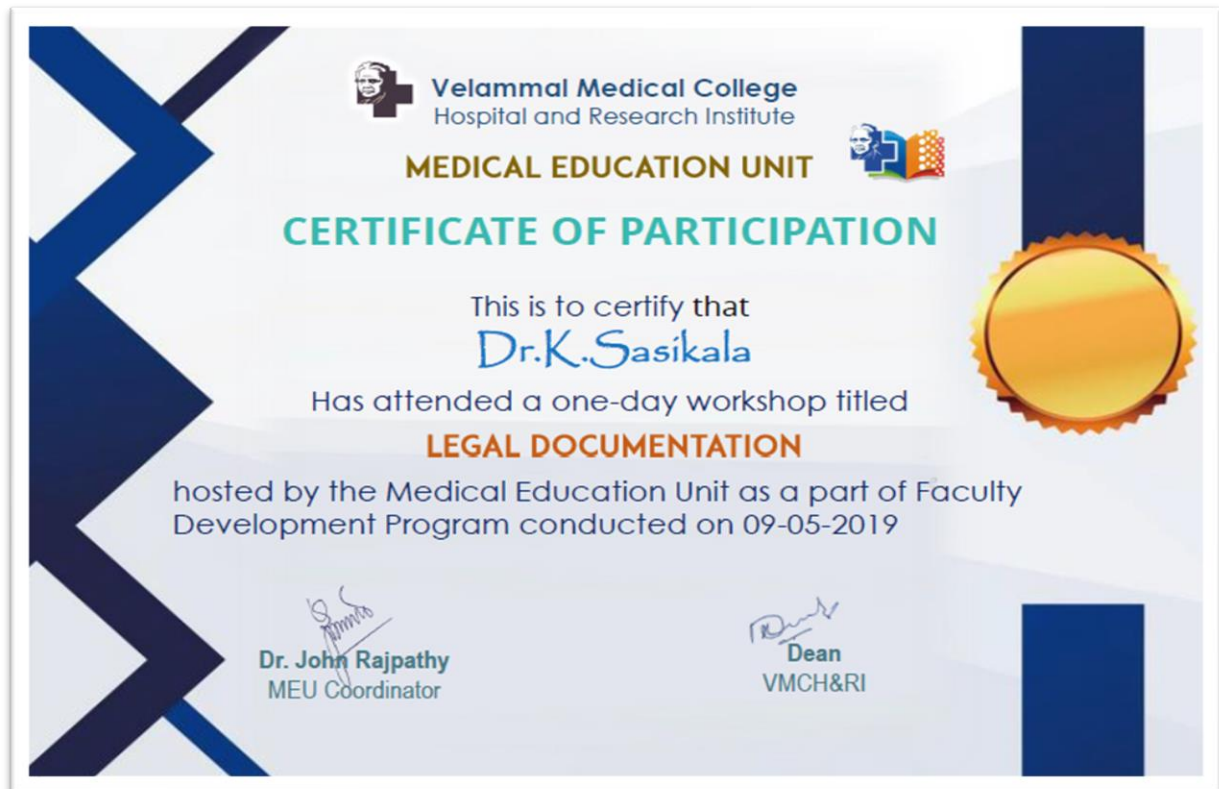 Velammal Medical College
Hospital and Research Institute
MEDICAL EDUCATION UNIT
CERTIFICATE OF PARTICIPATION
This is to certify that
Dr.K.Sasikala
Has attended a one-day workshop titled
LEGAL DOCUMENTATION
hosted by the Medical Education Unit as a part of Faculty
Development Program conducted on 09-05-2019
Dr. John Rajpathy
MEU Coordinator
Dean
VMCH&RI